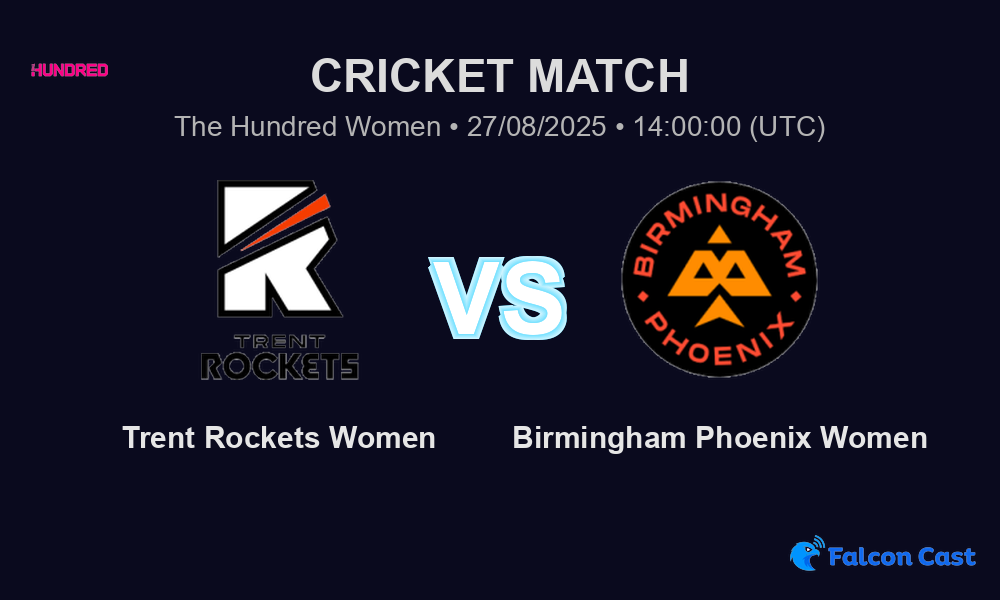 HUNDRED
CRICKET MATCH
The Hundred Women • 27/08/2025 • 14:00:00 (UTC)
TRENT
ROCKETS
VS
BIRMINGHAM
PHOENIX
Trent Rockets Women
Birmingham Phoenix Women
Falcon Cast